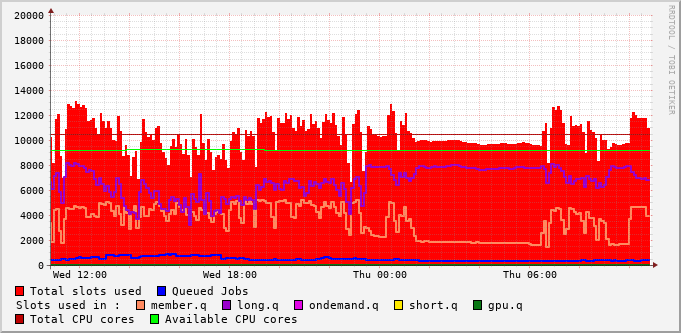 20000
18000
16000
14000
12000
10000
8000
6000
4000
2000
0
Wed 12:00 Wed 18:00 Thu 00:00 Thu 06:00
RRDTOOL / TOBI OETIKER
Total slots used Queued Jobs
Slots used in : member.q long.q ondemand.q short.q gpu.q
Total CPU cores Available CPU cores